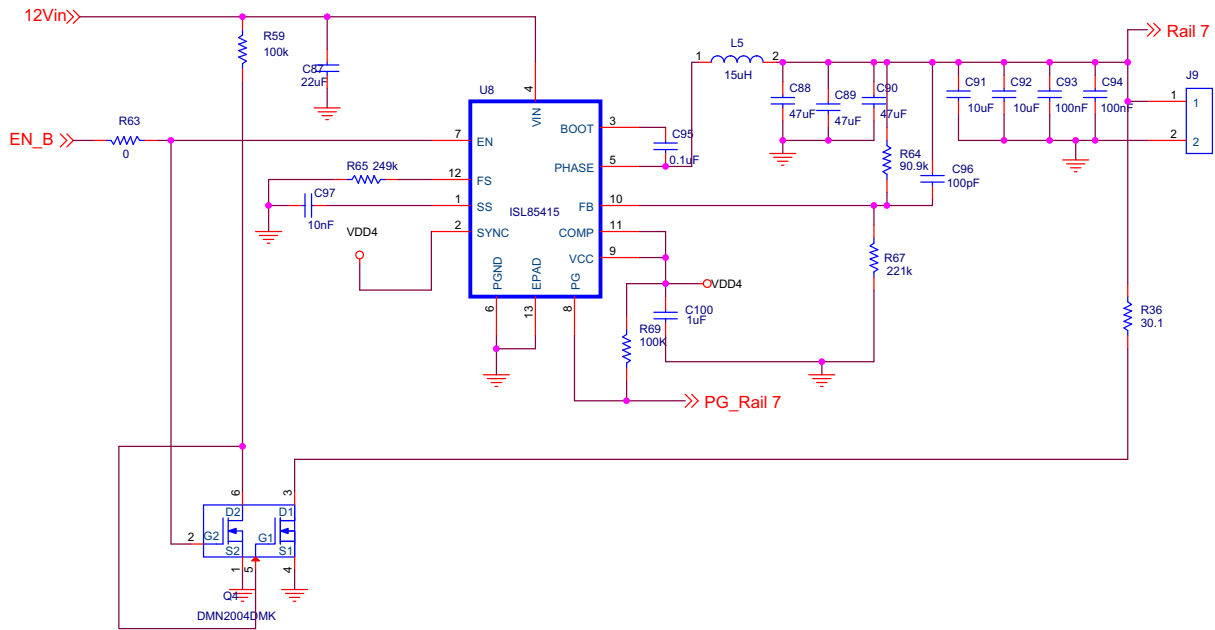 12Vin
Rail 7
R59
100k
C87
22uF
L5
1
2
15uH
U8
4
VIN
C88
47uF
C89
47uF
C90
47uF
C91
10uF
C92
10uF
C93
100nF
C94
100nF
J9
1
1
2
2
EN_B
R63
0
7
EN
BOOT
3
C95
0.1uF
PHASE
5
R64
90.9k
C96
100pF
R65 249k
12
FS
C97
10nF
1
SS
ISL85415
FB
10
VDD4
2
SYNC
COMP
11
VCC
9
R67
221k
VDD4
PGND
EPAD
PG
6
13
8
C100
1uF
R69
100K
R36
30.1
PG_Rail 7
6
3
D2
D1
2
G2
G1
S2
S1
1
5
4
Q4
DMN2004DMK